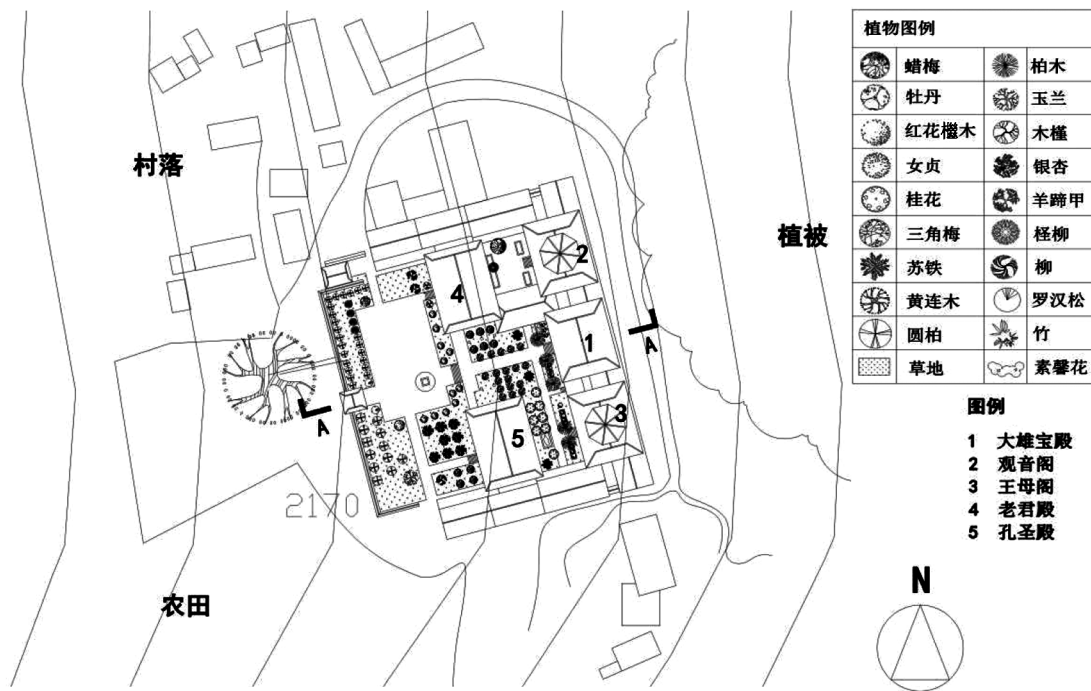 植物图例
蜡梅 柏木
牡丹 玉兰
红花檵木 木槿
女贞 银杏
桂花 羊蹄甲
三角梅 柽柳
苏铁 柳
黄连木 罗汉松
圆柏 竹
草地 素馨花
图例
1 大雄宝殿
2 观音阁
3 王母阁
4 老君殿
5 孔圣殿
N
村落
植被
农田
2170
A
A
1
2
3
4
5